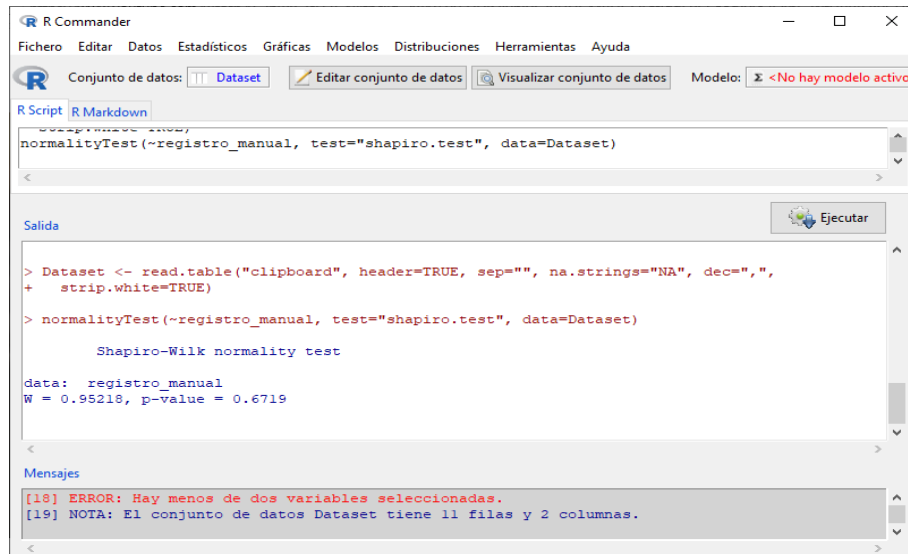 R Commander
Fichero Editar Datos Estadísticos Gráficas Modelos Distribuciones Herramientas Ayuda
R Conjunto de datos: Dataset Editar conjunto de datos Visualizar conjunto de datos Modelo: Σ <No hay modelo activo
R Script R Markdown
strip.white=TRUE)
normalityTest(~registro_manual, test="shapiro.test", data=Dataset)
Ejecutar
Salida
> Dataset <- read.table("clipboard", header=TRUE, sep="", na.strings="NA", dec=",",
+   strip.white=TRUE)
> normalityTest(~registro_manual, test="shapiro.test", data=Dataset)
Shapiro-Wilk normality test
data:  registro_manual
W = 0.95218, p-value = 0.6719
Mensajes
[18] ERROR: Hay menos de dos variables seleccionadas.
[19] NOTA: El conjunto de datos Dataset tiene 11 filas y 2 columnas.